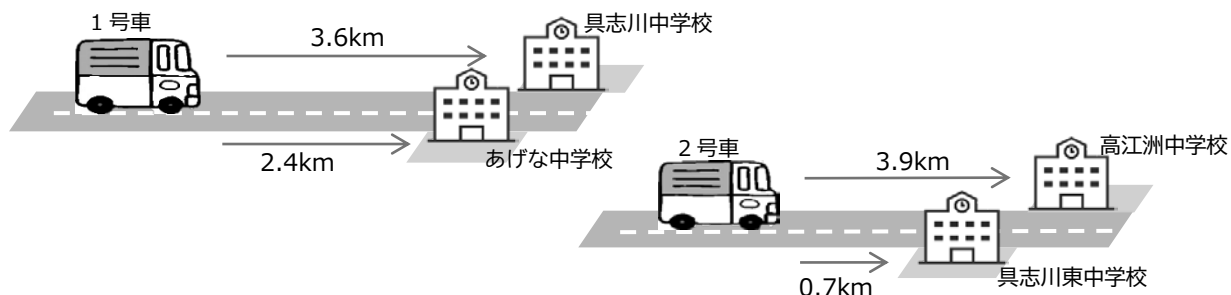 1号車
3.6km
具志川中学校
2.4km
あげな中学校
2号車
3.9km
高江洲中学校
0.7km
具志川東中学校